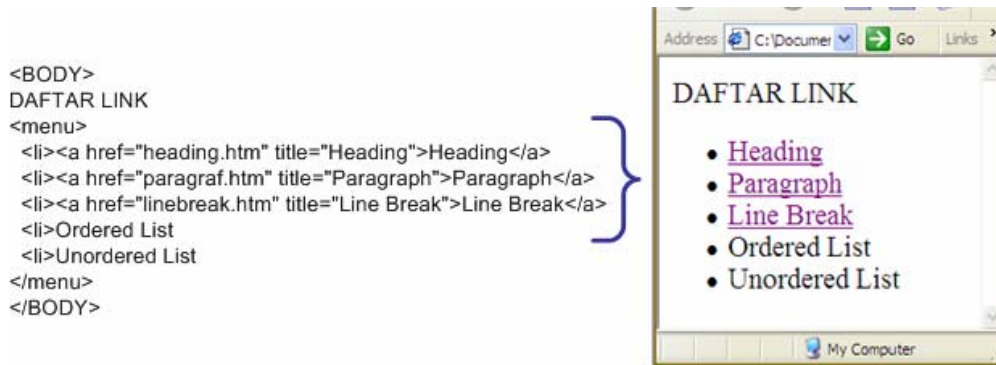 <BODY>
DAFTAR LINK
<menu>
<li><a href="heading.htm" title="Heading">Heading</a>
<li><a href="paragraf.htm" title="Paragraph">Paragraph</a>
<li><a href="linebreak.htm" title="Line Break">Line Break</a>
<li>Ordered List
<li>Unordered List
</menu>
</BODY>
Address C:\Documer Go Links
DAFTAR LINK
• Heading
• Paragraph
• Line Break
• Ordered List
• Unordered List
My Computer